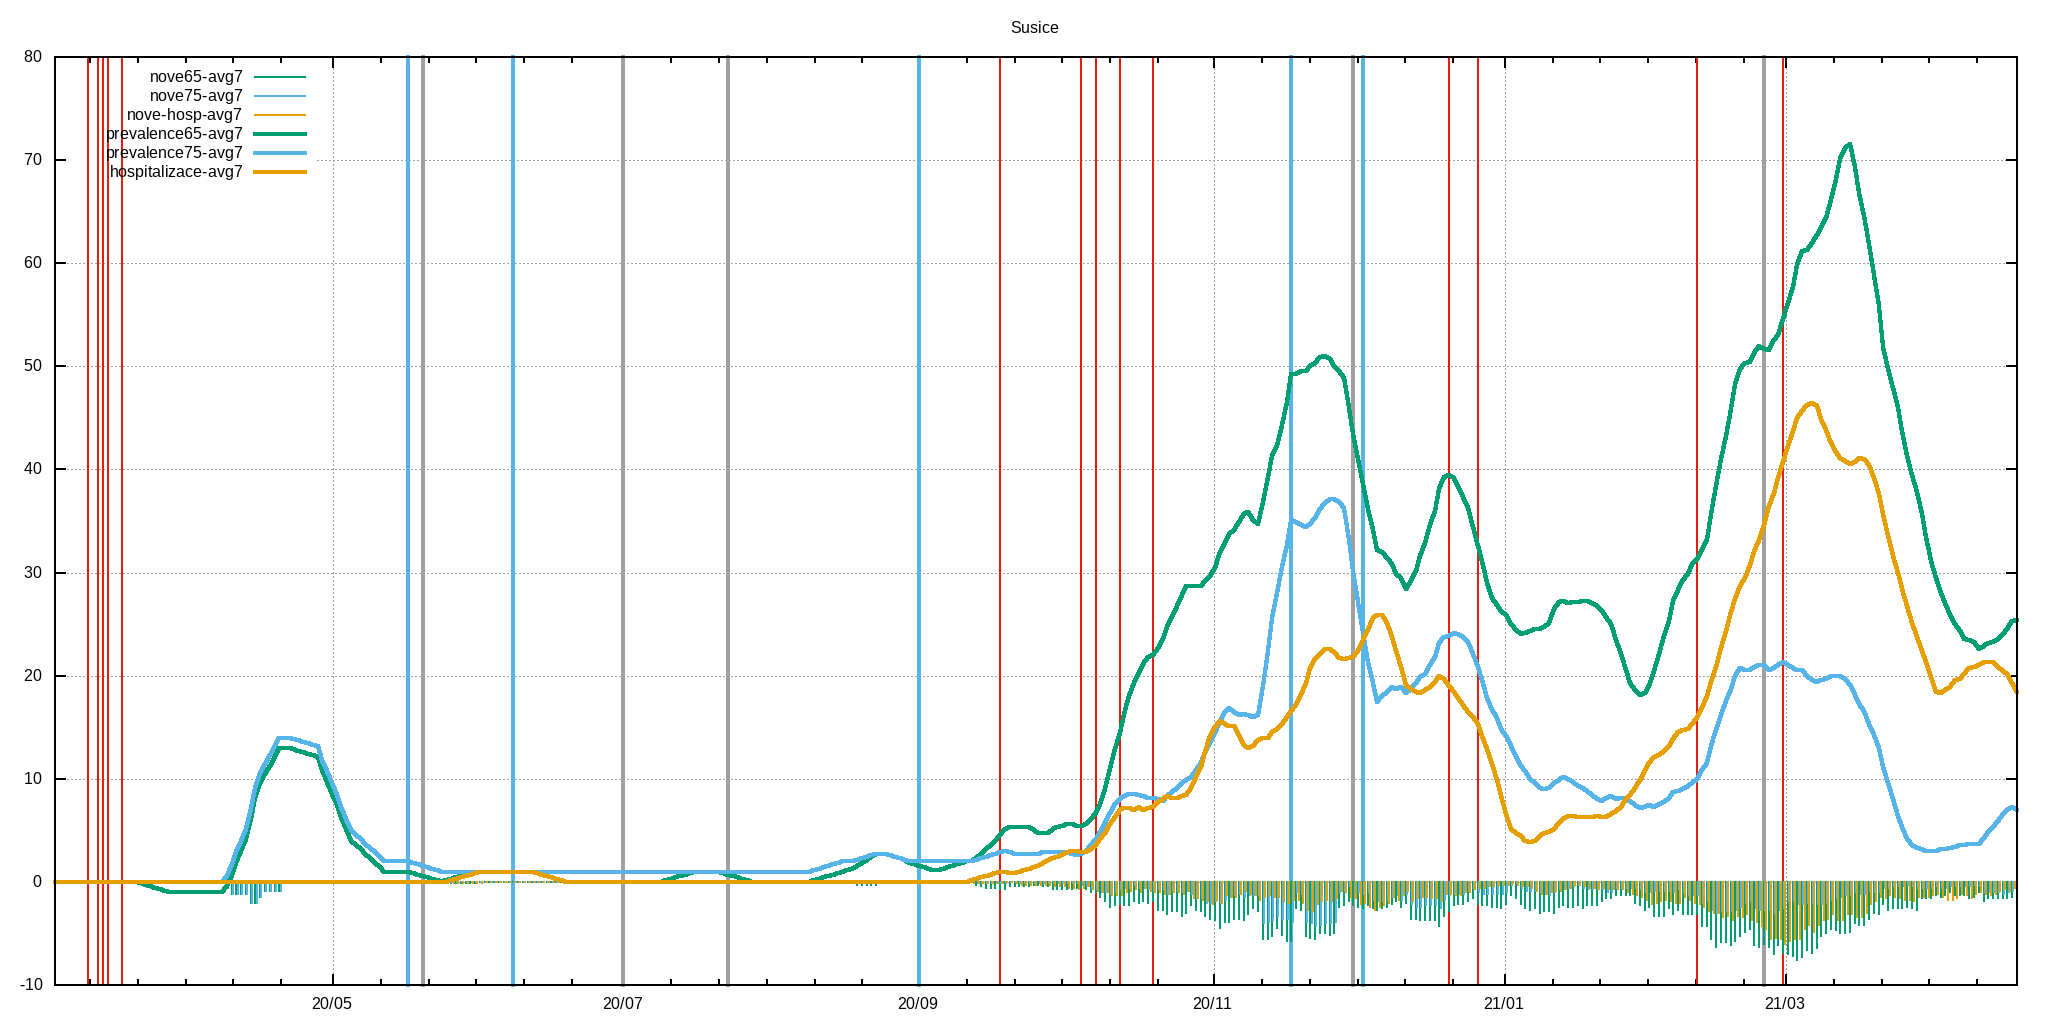 Susice
80
70
60
50
40
30
20
10
0
-10
nove65-avg7
nove75-avg7
nove-hosp-avg7
prevalence65-avg7
prevalence75-avg7
hospitalizace-avg7
20/05
20/07
20/09
20/11
21/01
21/03